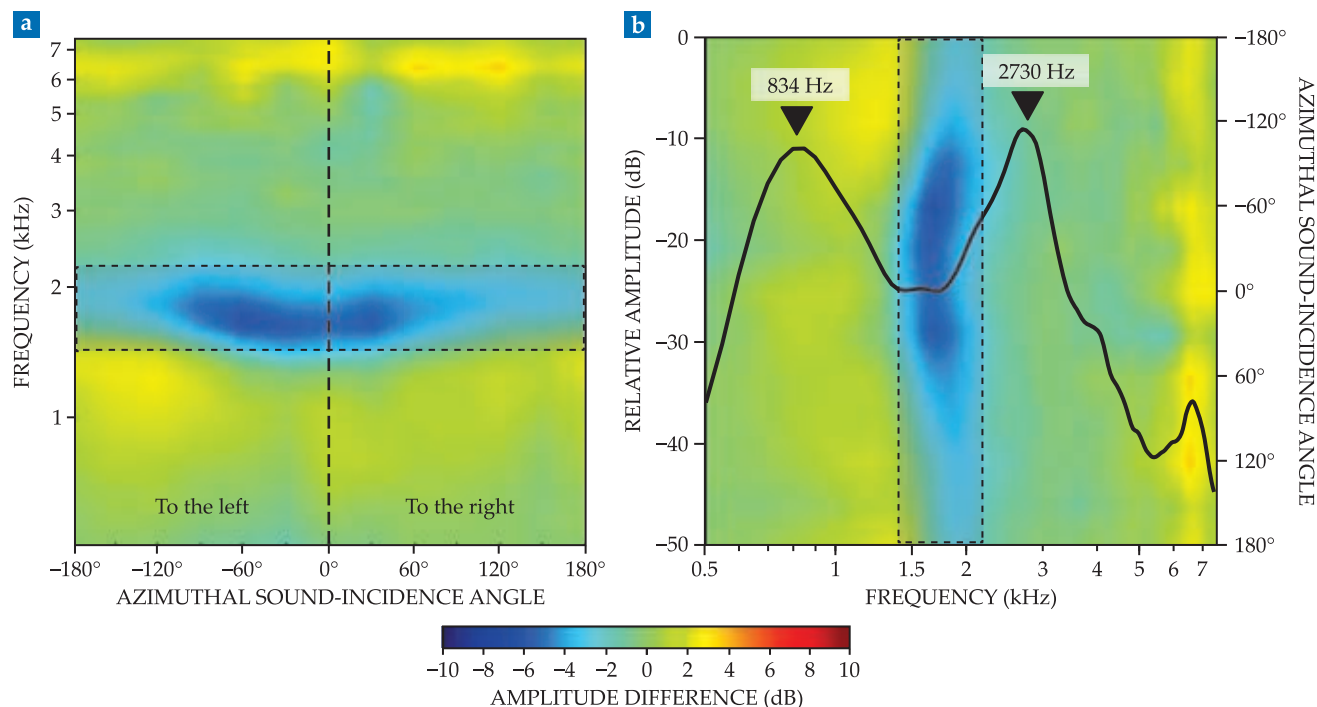 a
7
6
5
4
3
2
1
FREQUENCY (kHz)
To the left
To the right
−180° −120° −60° 0° 60° 120° 180°
AZIMUTHAL SOUND-INCIDENCE ANGLE
b
0
−10
−20
−30
−40
−50
RELATIVE AMPLITUDE (dB)
834 Hz
2730 Hz
−180°
−120°
−60°
0°
60°
120°
180°
AZIMUTHAL SOUND-INCIDENCE ANGLE
0.5 1 1.5 2 3 4 5 6 7
FREQUENCY (kHz)
−10 −8 −6 −4 −2 0 2 4 6 8 10
AMPLITUDE DIFFERENCE (dB)